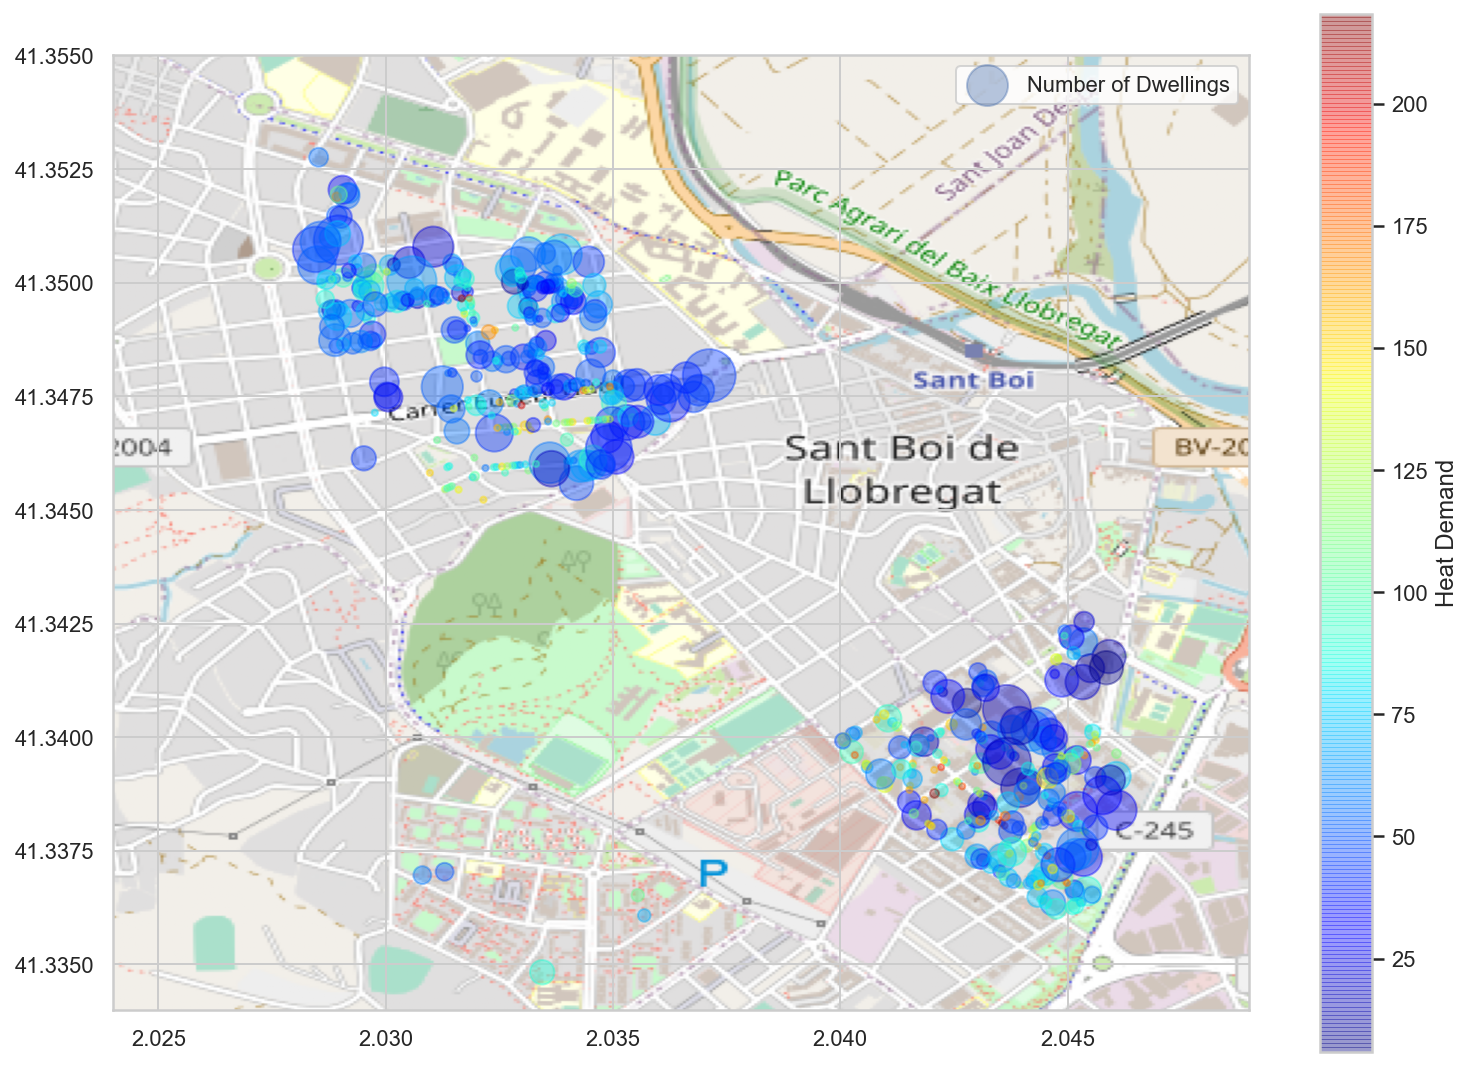 41.3550
41.3525
41.3500
41.3475
41.3450
41.3425
41.3400
41.3375
41.3350
2.025
2.030
2.035
2.040
2.045
Number of Dwellings
Sant Joan De
Parc Agrari del Baix Llobregat
Sant Boi
Carrer
2004
BV-20
Sant Boi de
Llobregat
C-245
P
200
175
150
125
100
75
50
25
Heat Demand